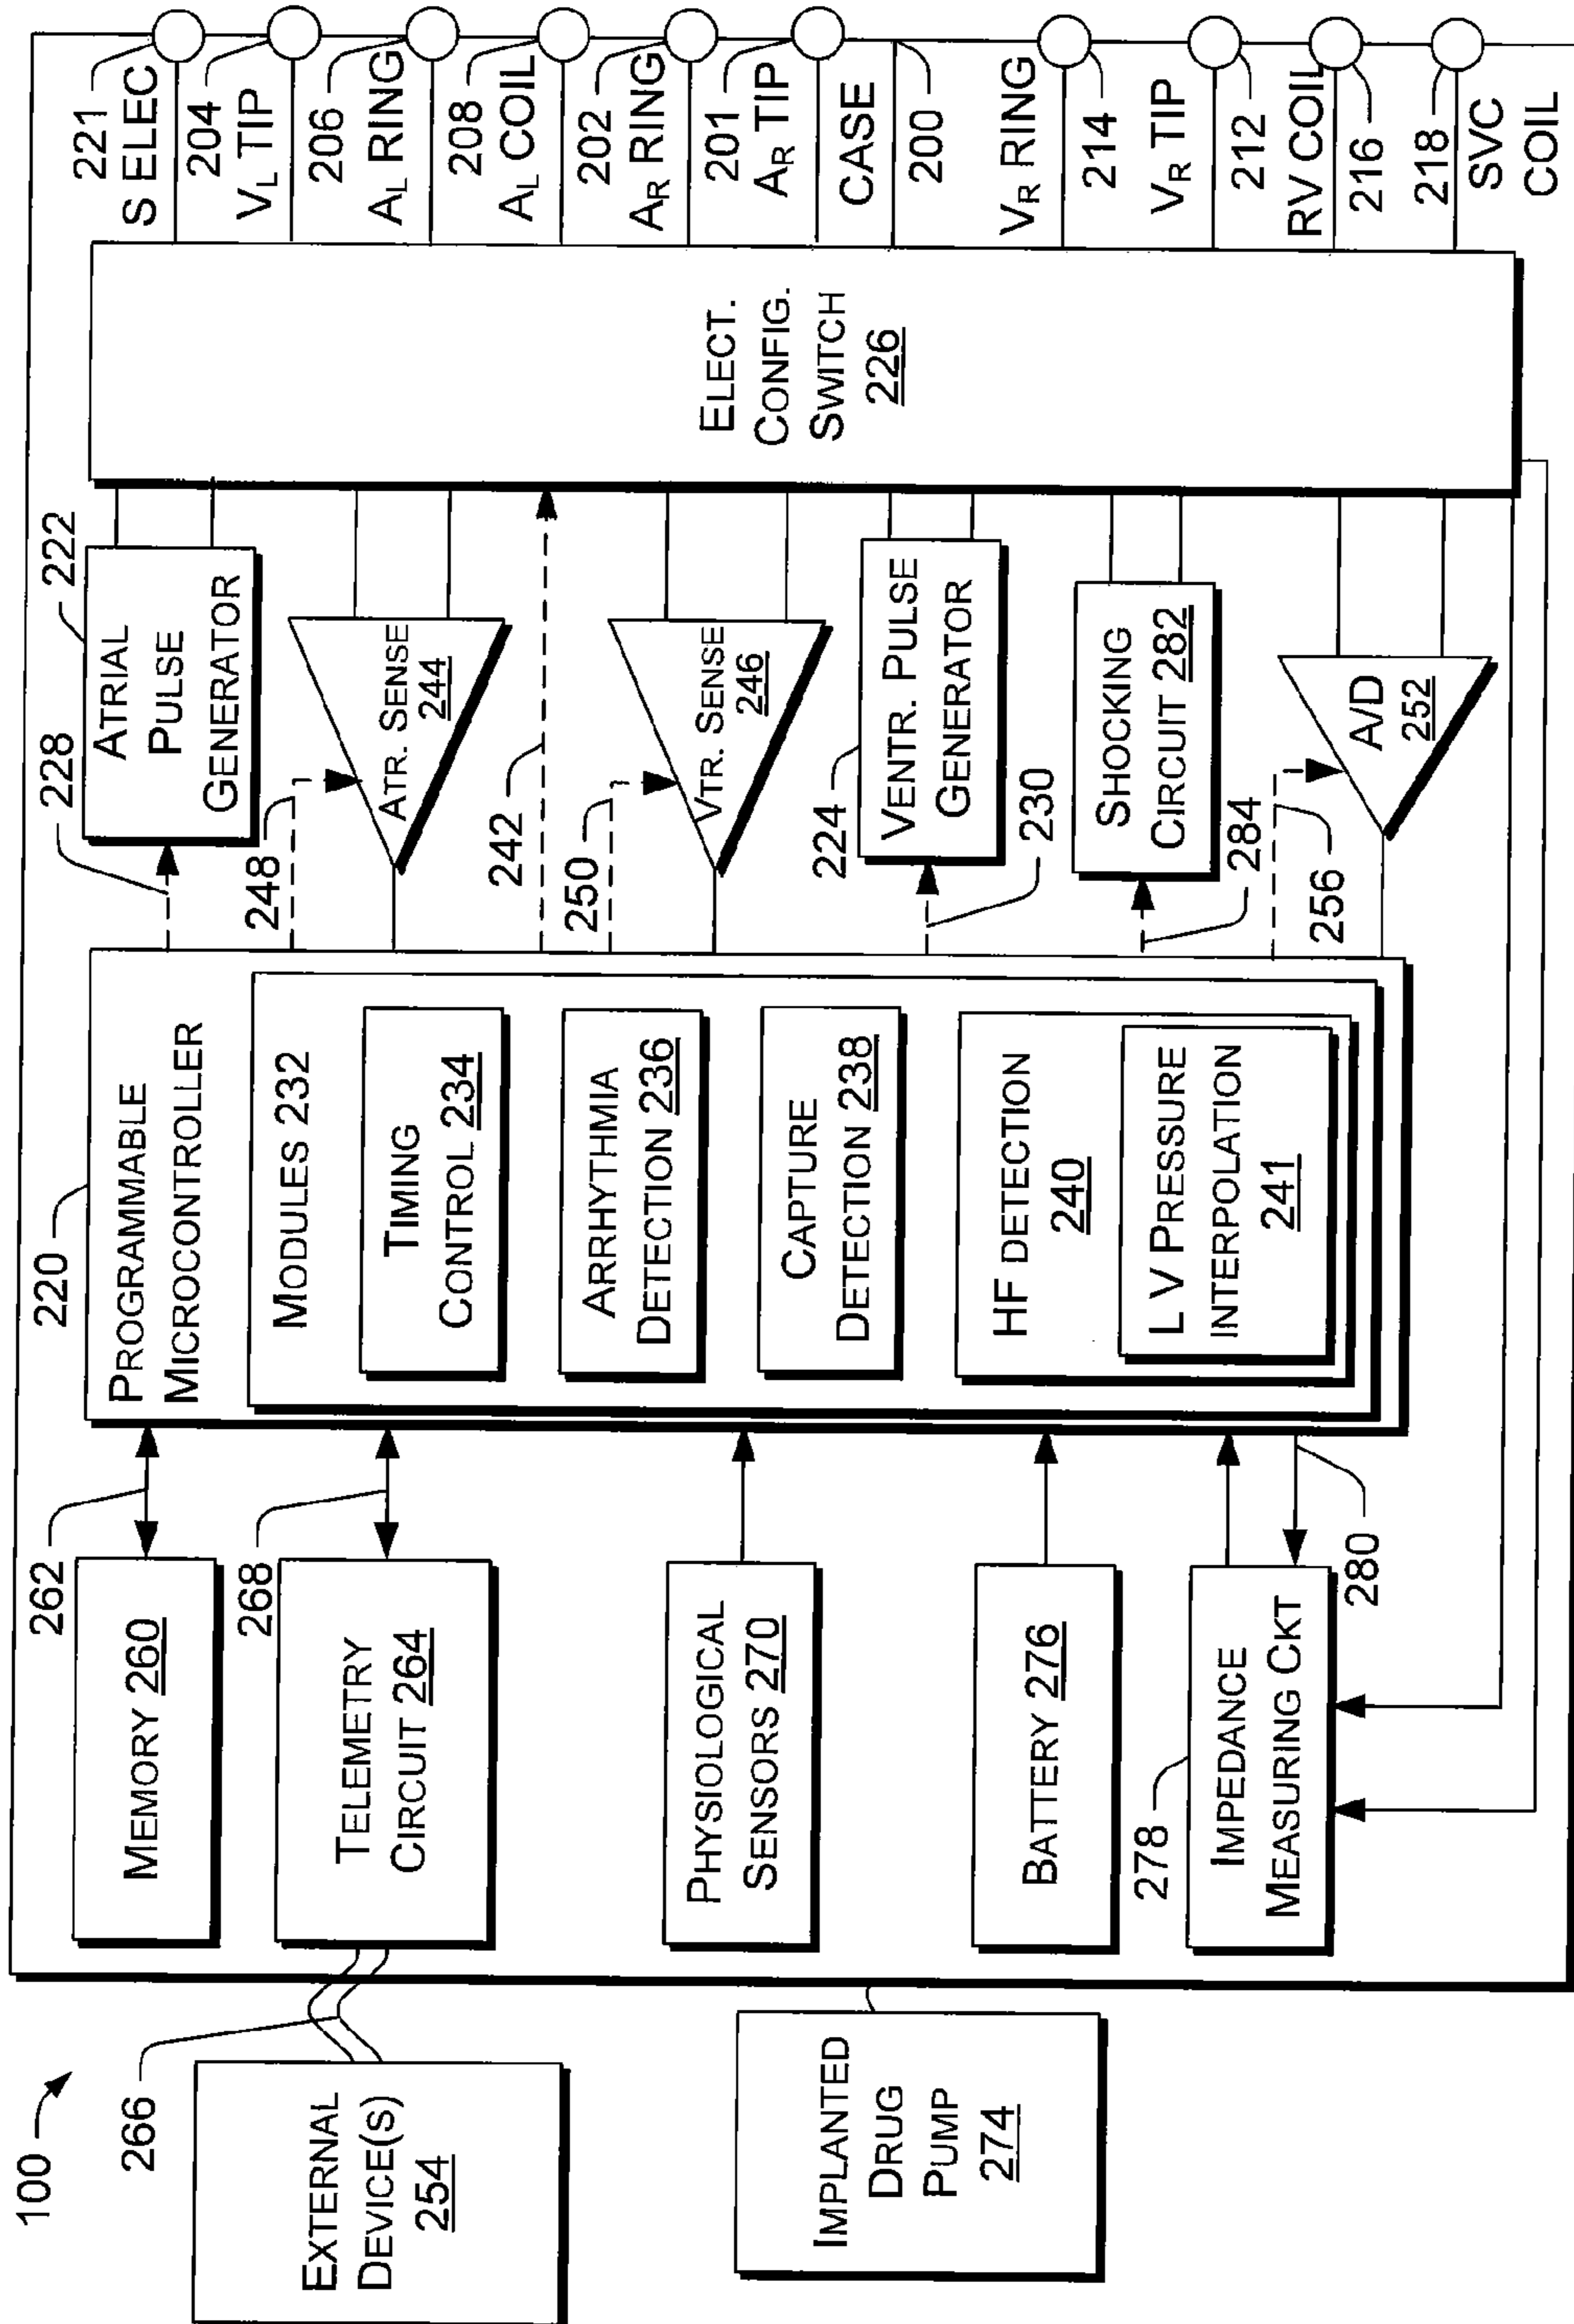 100
EXTERNAL
DEVICE(S)
254
266
IMPLANTED
DRUG
PUMP
274
262
MEMORY 260
268
TELEMETRY
CIRCUIT 264
PHYSIOLOGICAL
SENSORS 270
BATTERY 276
278
IMPEDANCE
MEASURING CKT
280
220
PROGRAMMABLE
MICROCONTROLLER
MODULES 232
TIMING
CONTROL 234
ARRHYTHMIA
DETECTION 236
CAPTURE
DETECTION 238
HF DETECTION
240
LV PRESSURE
INTERPOLATION
241
228
222
ATRIAL
PULSE
GENERATOR
248
ATR. SENSE
244
242
250
VTR. SENSE
246
224
VENTR. PULSE
GENERATOR
230
SHOCKING
CIRCUIT 282
284
256
A/D
252
ELECT.
CONFIG.
SWITCH
226
221
S ELEC
204
VL TIP
206
AL RING
208
AL COIL
202
AR RING
201
AR TIP
CASE
200
VR RING
214
VR TIP
212
RV COIL
216
218
SVC
COIL